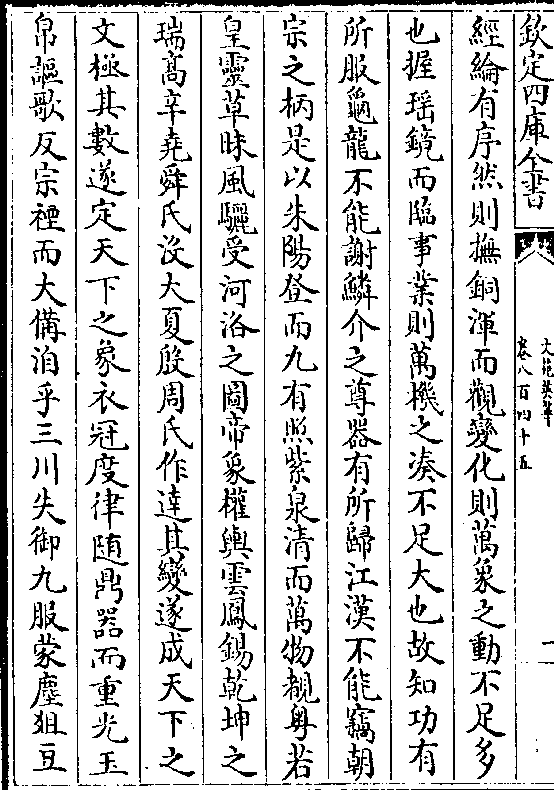 欽定四庫全書
文苑英華
卷八百四十五
一
經綸有序然則撫銅渾而觀變化則萬象之動不足多
也握瑶鏡而臨事業則萬機之湊不足大也故知功有
所服龜龍不能謝鱗介之尊器有所歸江漢不能竊朝
宗之柄是以朱陽登而九有照紫泉清而萬物覩粤若
皇靈草昧風驪受河洛之圖帝象權輿雲鳳錫乾坤之
瑞髙辛堯舜氏沒大夏殷周氏作達其變遂成天下之
文極其數遂定天下之象衣冠度律随鼎器而重光玉
帛謳歌反宗禋而大備洎乎三川失御九服蒙塵俎豆